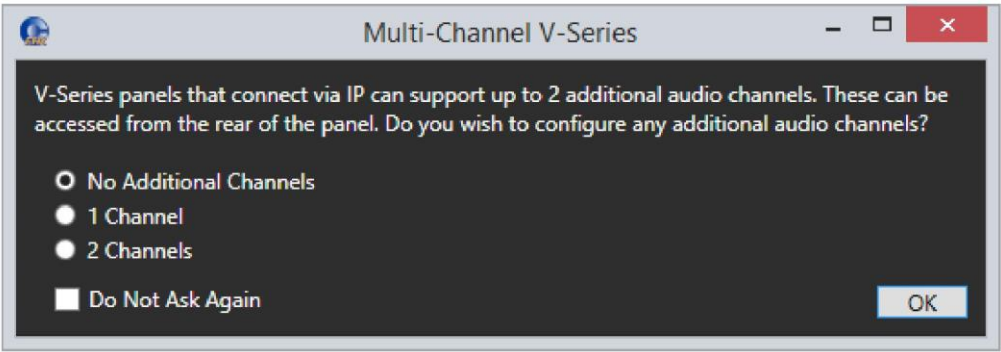 Multi-Channel V-Series
V-Series panels that connect via IP can support up to 2 additional audio channels. These can be
accessed from the rear of the panel. Do you wish to configure any additional audio channels?
No Additional Channels
1 Channel
2 Channels
Do Not Ask Again
OK